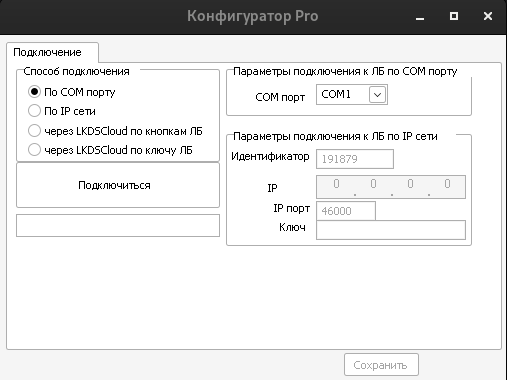 Конфигуратор Pro
Подключение
Способ подключения
По COM порту
По IP сети
через LKDSCloud по кнопкам ЛБ
через LKDSCloud по ключу ЛБ
Подключиться
Параметры подключения к ЛБ по COM порту
COM порт COM1
Параметры подключения к ЛБ по IP сети
Идентификатор 191879
IP 0 . 0 . 0 . 0
IP порт 46000
Ключ
Сохранить